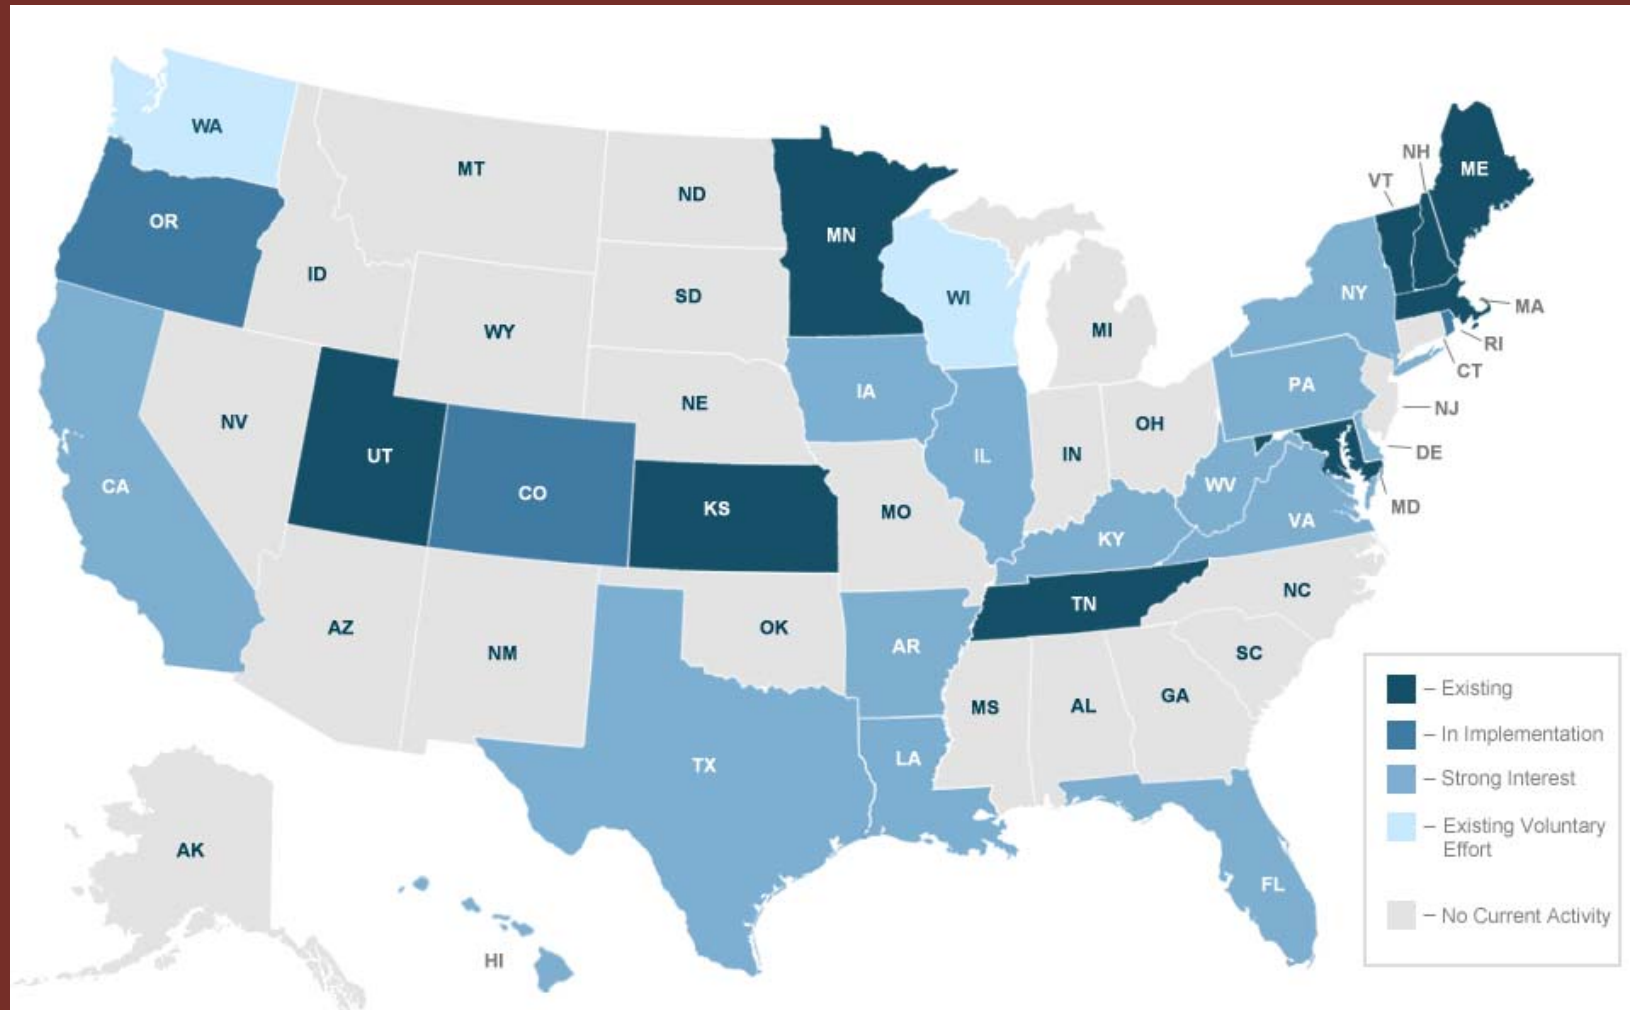 WA
MT
ND
MN
NH
VT
ME
OR
ID
SD
WI
WY
MI
NY
MA
RI
CT
IA
PA
NE
NJ
NV
OH
DE
UT
IL
IN
CA
CO
KS
MO
WV
MD
KY
VA
AZ
NM
OK
TN
NC
AR
SC
MS
AL
GA
TX
LA
AK
FL
HI
– Existing
– In Implementation
– Strong Interest
– Existing Voluntary
Effort
– No Current Activity